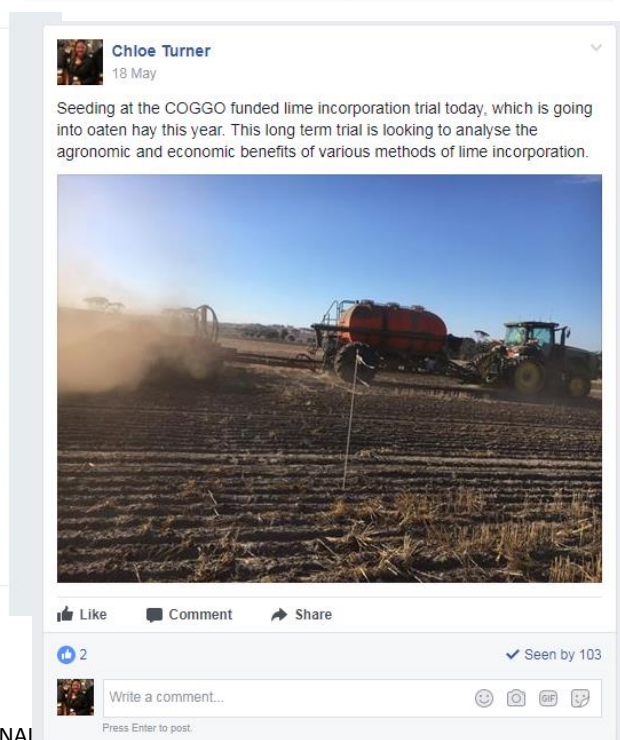 Chloe Turner
18 May
Seeding at the COGGO funded lime incorporation trial today, which is going
into oaten hay this year. This long term trial is looking to analyse the
agronomic and economic benefits of various methods of lime incorporation.
Like Comment Share
2 Seen by 103
Write a comment... GIF
Press Enter to post.